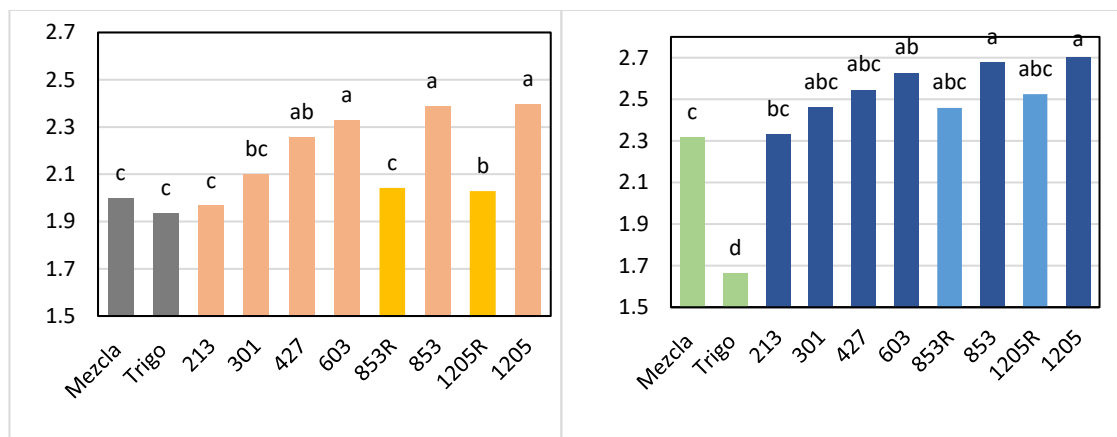 2.7
2.5
2.3
2.1
1.9
1.7
1.5
c
c
c
bc
ab
a
c
a
b
a
Mezcla
Trigo
213
301
427
603
853R
853
1205R
1205
2.7
2.5
2.3
2.1
1.9
1.7
1.5
c
d
bc
abc
abc
ab
abc
a
abc
a
Mezcla
Trigo
213
301
427
603
853R
853
1205R
1205